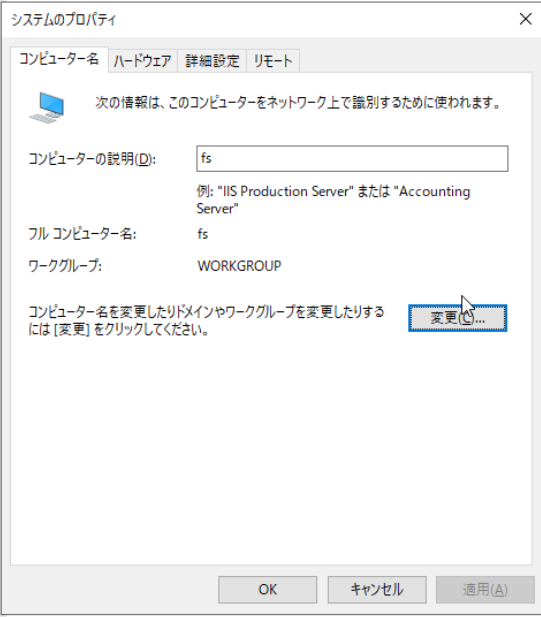 システムのプロパティ
コンピューター名 ハードウェア 詳細設定 リモート
次の情報は、このコンピューターをネットワーク上で識別するために使われます。
コンピューターの説明(D): fs
例: "IIS Production Server" または "Accounting
Server"
フル コンピューター名: fs
ワークグループ: WORKGROUP
コンピューター名を変更したりドメインやワークグループを変更したりする
には [変更] をクリックしてください。
変更(C)...
OK キャンセル 適用(A)